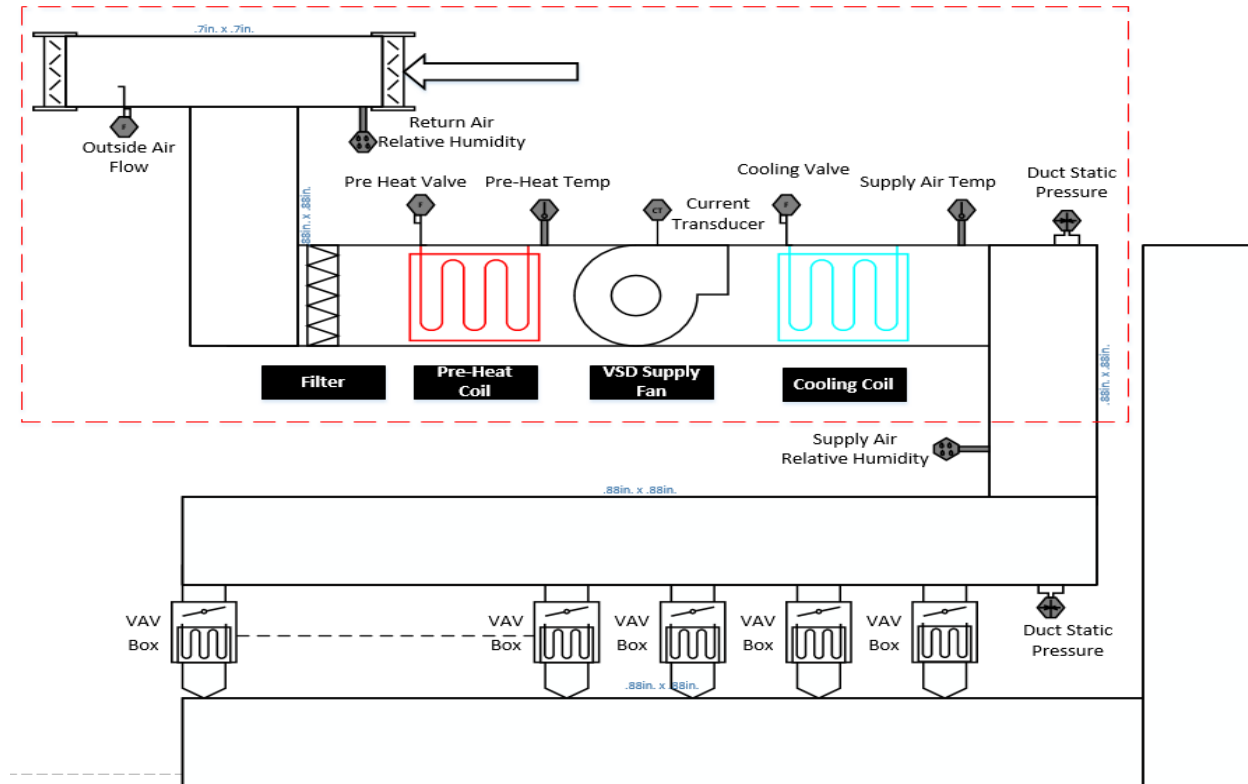 .7in. x .7in.
Outside Air
Flow
Return Air
Relative Humidity
.88in. x .88in.
Pre Heat Valve
Pre-Heat Temp
Current
Transducer
Cooling Valve
Supply Air Temp
Duct Static
Pressure
F
F
CT
F
Filter
Pre-Heat
Coil
VSD Supply
Fan
Cooling Coil
.88in. x .88in.
Supply Air
Relative Humidity
.88in. x .88in.
VAV
Box
VAV
Box
VAV
Box
VAV
Box
VAV
Box
Duct Static
Pressure
.88in. x .88in.